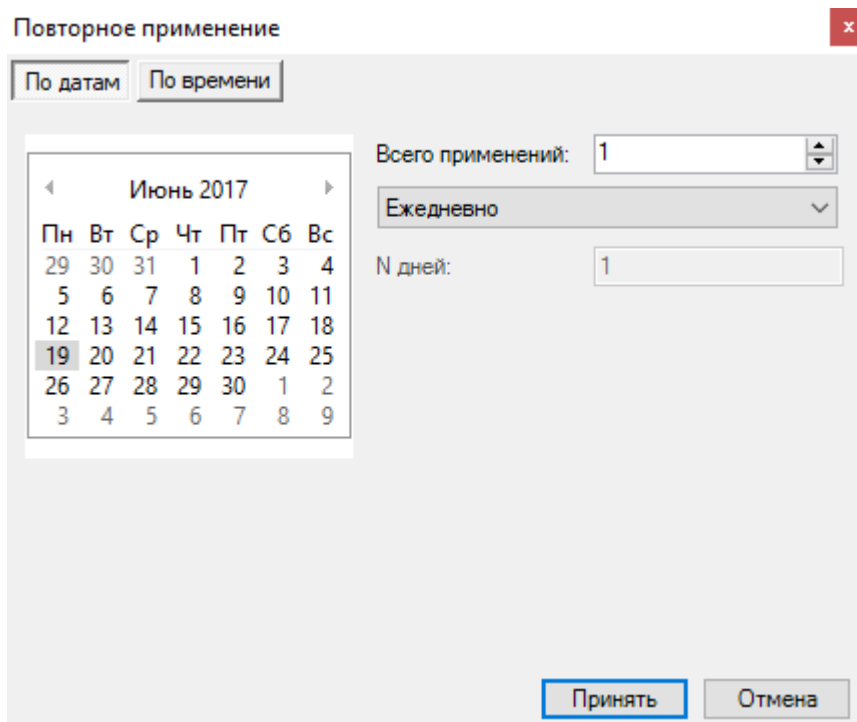 Повторное применение
x
По датам По времени
Всего применений: 1
Июнь 2017
Ежедневно
Пн Вт Ср Чт Пт Сб Вс
29 30 31 1 2 3 4
N дней: 1
5 6 7 8 9 10 11
12 13 14 15 16 17 18
19 20 21 22 23 24 25
26 27 28 29 30 1 2
3 4 5 6 7 8 9
Принять Отмена